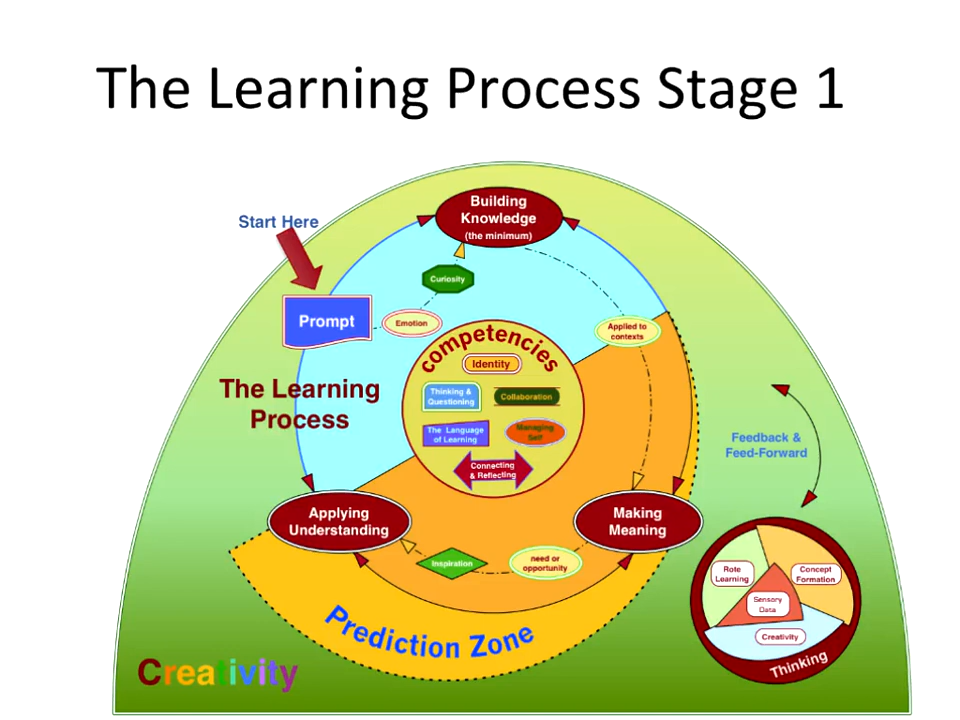 The Learning Process Stage 1
Start Here
Building
Knowledge
(the minimum)
Curiosity
Prompt
Emotion
Applied to
contexts
competencies
Identity
Thinking &
Questioning
Collaboration
The Language
of Learning
Managing
Self
Connecting
& Reflecting
The Learning
Process
Feedback &
Feed-Forward
Applying
Understanding
Making
Meaning
Inspiration
need or
opportunity
Prediction Zone
Rote
Learning
Concept
Formation
Sensory
Data
Creativity
Thinking
Creativity